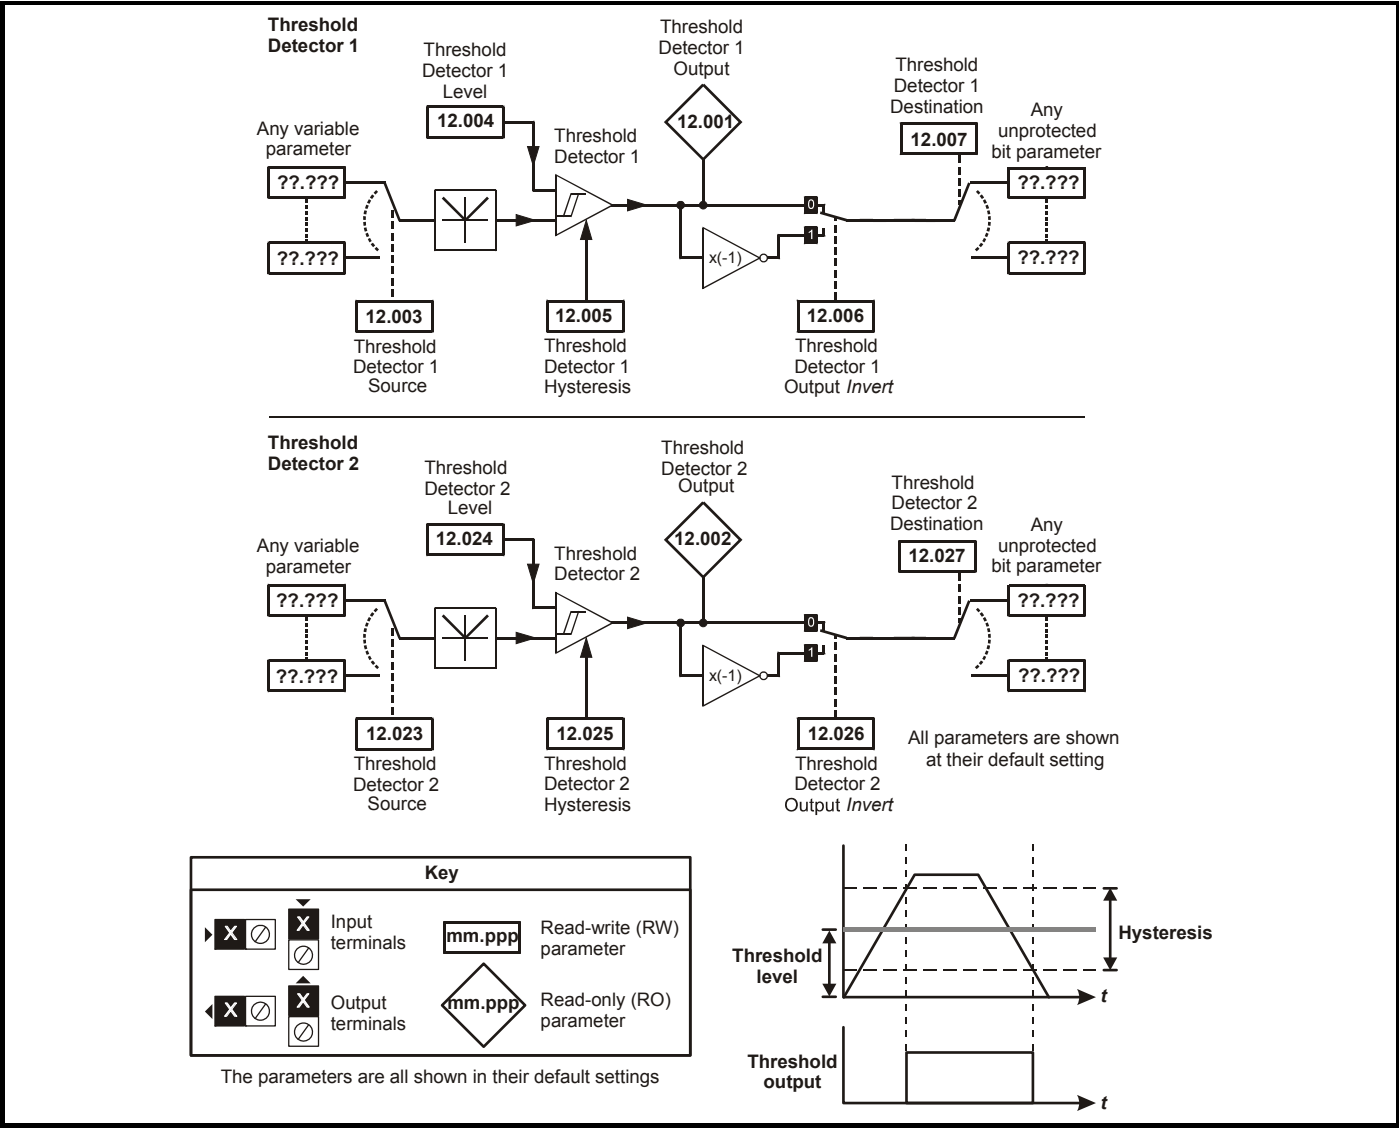 Threshold
Detector 1
Threshold
Detector 1
Level
12.004
Threshold
Detector 1
Output
12.001
Threshold
Detector 1
Destination
12.007
Any variable
parameter
??.???
??.???
Threshold
Detector 1
Any
unprotected
bit parameter
??.???
??.???
0
1
x(-1)
12.003
Threshold
Detector 1
Source
12.005
Threshold
Detector 1
Hysteresis
12.006
Threshold
Detector 1
Output Invert
Threshold
Detector 2
Threshold
Detector 2
Level
12.024
Threshold
Detector 2
Output
12.002
Threshold
Detector 2
Destination
12.027
Any variable
parameter
??.???
??.???
Threshold
Detector 2
Any
unprotected
bit parameter
??.???
??.???
0
1
x(-1)
12.023
Threshold
Detector 2
Source
12.025
Threshold
Detector 2
Hysteresis
12.026
Threshold
Detector 2
Output Invert
All parameters are shown
at their default setting
Key
X
X
Input
terminals
mm.ppp
Read-write (RW)
parameter
X
X
Output
terminals
mm.ppp
Read-only (RO)
parameter
The parameters are all shown in their default settings
Threshold
level
Hysteresis
t
Threshold
output
t